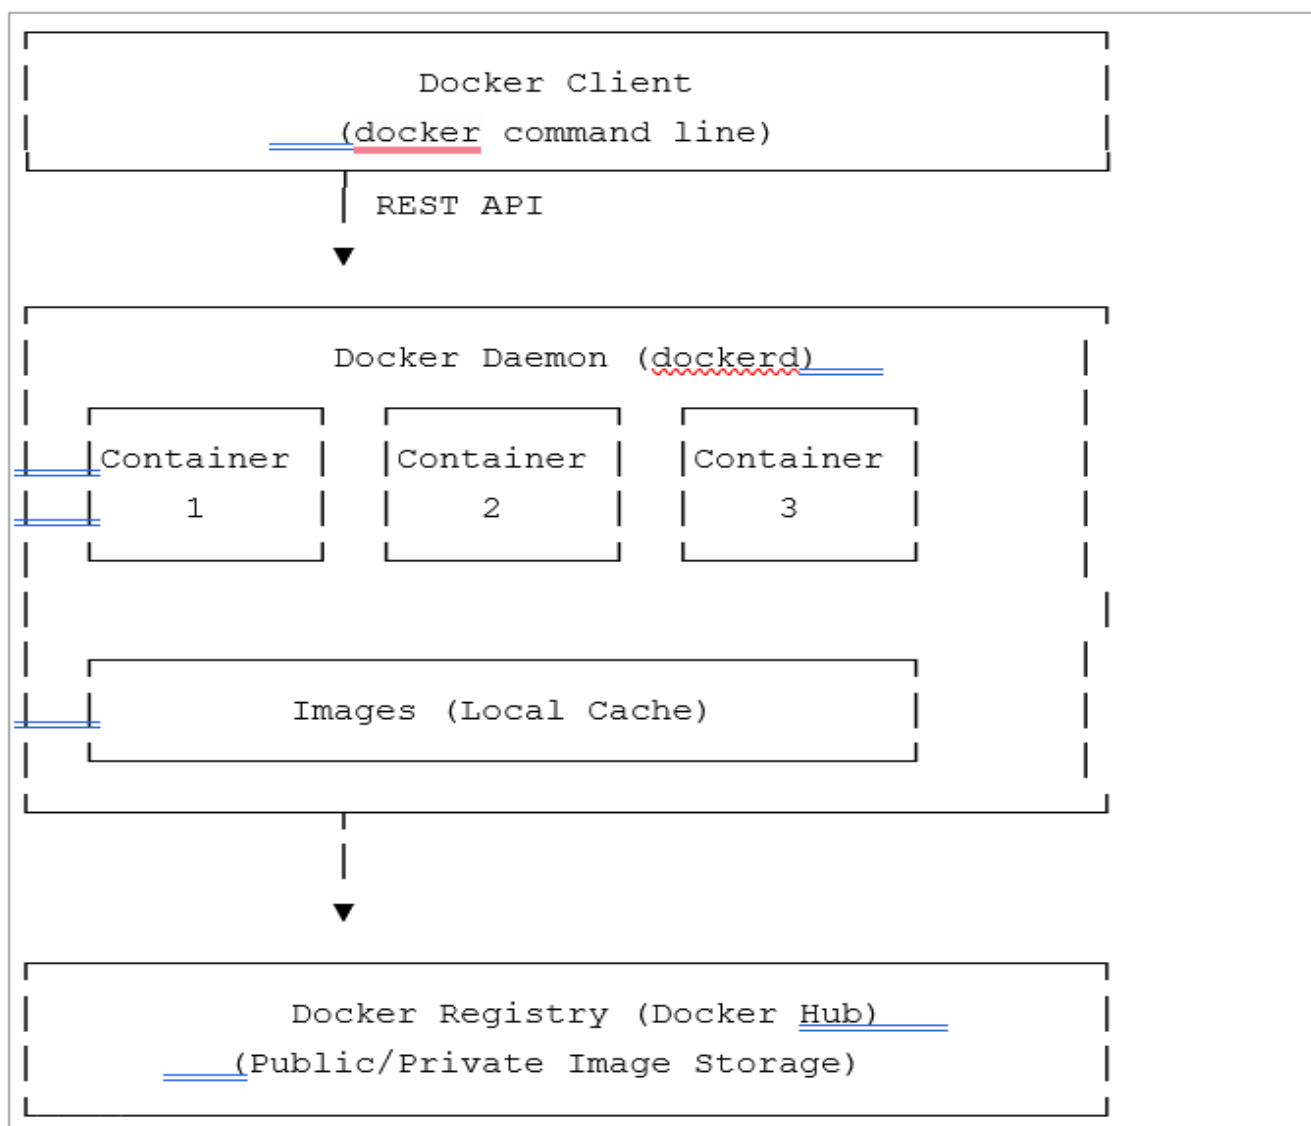 Docker Client
(docker command line)
REST API
Docker Daemon (dockerd)
Container Container Container
1 2 3
Images (Local Cache)
Docker Registry (Docker Hub)
(Public/Private Image Storage)